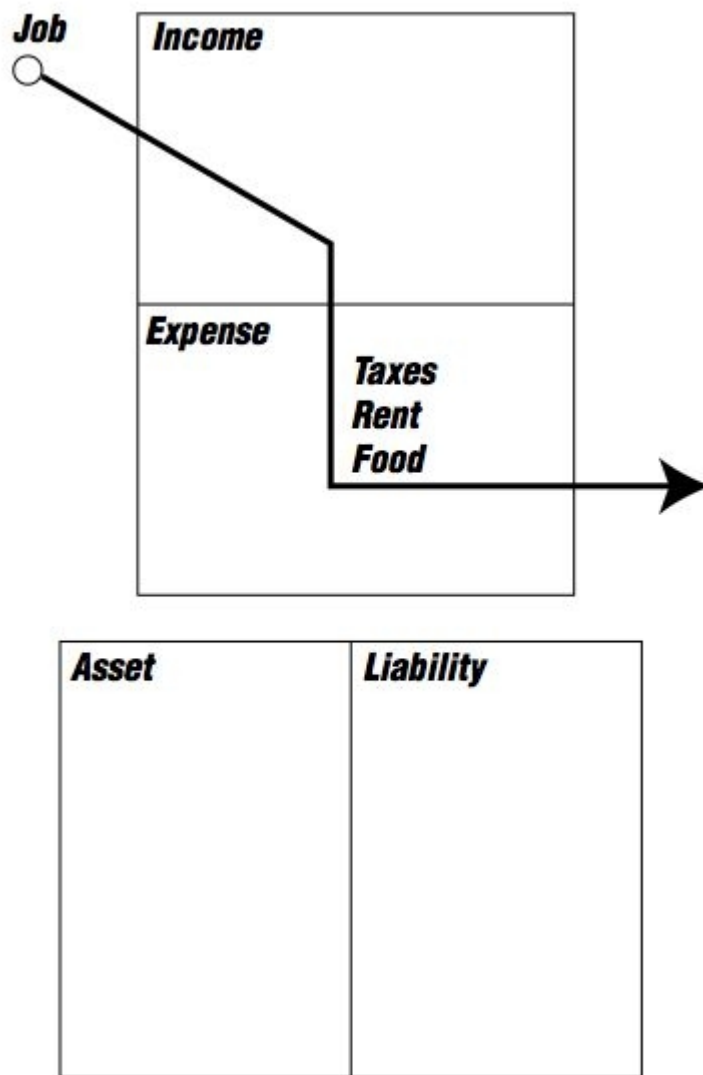 Job
Income
Expense
Taxes
Rent
Food
Asset
Liability